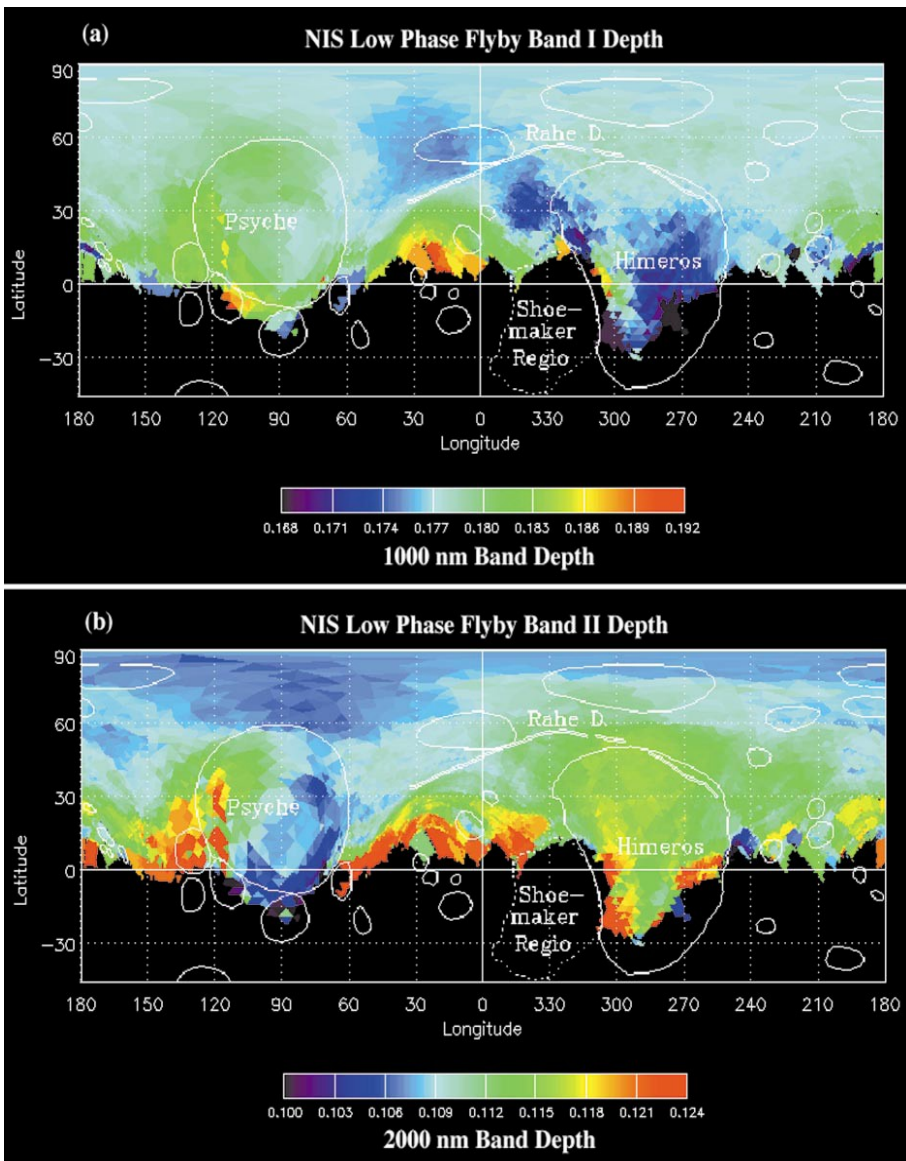 (a) NIS Low Phase Flyby Band I Depth
90
60
30
0
−30
Latitude
Rahe D.
Psyche
Himeros
Shoe-
maker
Regio
180 150 120 90 60 30 0 330 300 270 240 210 180
Longitude
0.168 0.171 0.174 0.177 0.180 0.183 0.186 0.189 0.192
1000 nm Band Depth
(b) NIS Low Phase Flyby Band II Depth
90
60
30
0
−30
Latitude
Rahe D.
Psyche
Himeros
Shoe-
maker
Regio
180 150 120 90 60 30 0 330 300 270 240 210 180
Longitude
0.100 0.103 0.106 0.109 0.112 0.115 0.118 0.121 0.124
2000 nm Band Depth